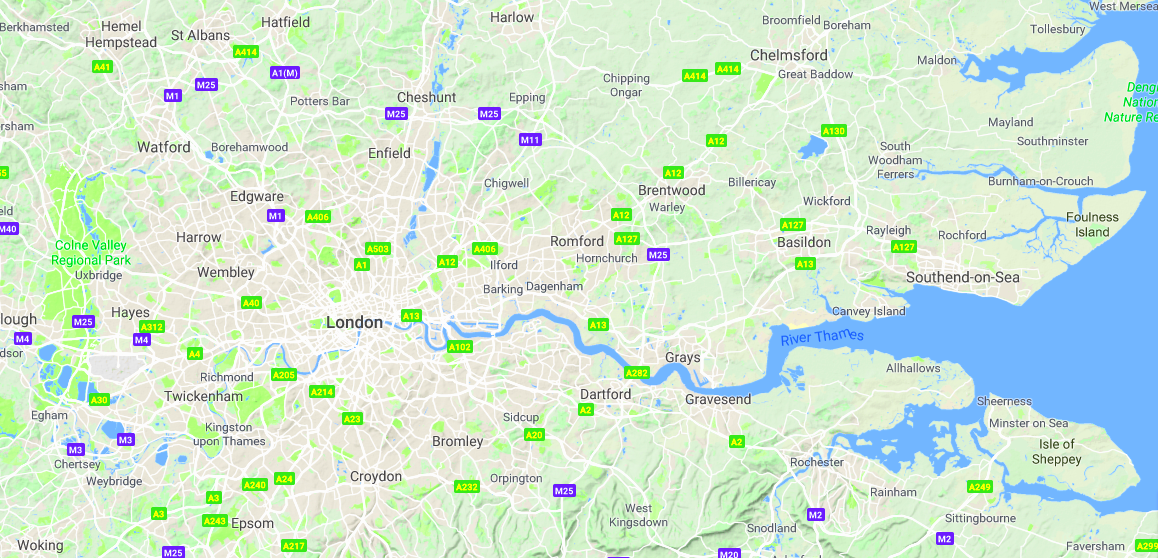 West Mersea
Hemel
Hempstead
Berkhamsted
Hatfield
Harlow
Broomfield
Boreham
Tollesbury
St Albans
A414
A41
A1(M)
M25
M1
Chelmsford
Great Baddow
Maldon
A414
A414
Chipping
Ongar
Potters Bar
Cheshunt
Epping
M25
M25
M11
Mayland
Southminster
A130
A12
Watford
Borehamwood
Enfield
South
Woodham
Ferrers
A12
Brentwood
Warley
Billericay
Burnham-on-Crouch
Chigwell
Edgware
M1
A406
A12
Wickford
Foulness
Island
M40
Harrow
A503
A406
Romford
A127
A127
Basildon
Rayleigh
Rochford
A127
Colne Valley
Regional Park
Uxbridge
Wembley
A1
A12
Ilford
Hornchurch
M25
A13
Southend-on-Sea
Barking
Dagenham
Hayes
A40
A312
M25
London
A13
A13
Canvey Island
River Thames
M4
M4
A4
A102
Grays
Allhallows
Richmond
A205
A282
Twickenham
A214
Dartford
Gravesend
A30
Egham
A23
A2
Sidcup
Sheerness
Minster on Sea
Kingston
upon Thames
M3
M3
Bromley
A20
A2
Isle of
Sheppey
Chertsey
Weybridge
Croydon
Orpington
Rochester
A240
A24
A232
M25
Rainham
A249
A3
A3
A243
Epsom
West
Kingsdown
M2
Snodland
Sittingbourne
Woking
M25
A217
M20
M2
Faversham
A299